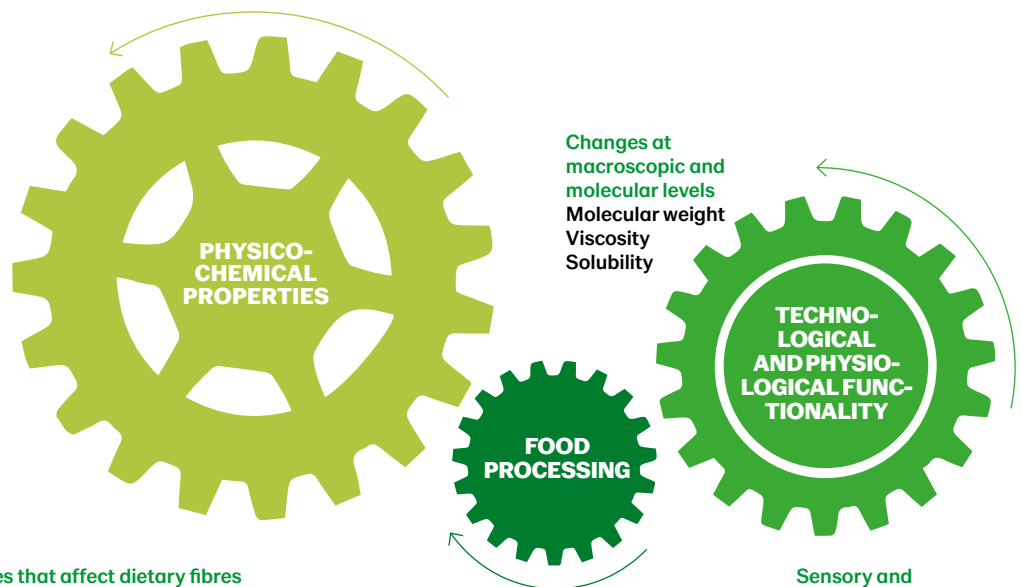 Changes at
macroscopic and
molecular levels
Molecular weight
Viscosity
Solubility
PHYSICO-
CHEMICAL
PROPERTIES
TECHNO-
LOGICAL
AND PHYSIO-
LOGICAL FUNC-
TIONALITY
FOOD
PROCESSING
that affect dietary fibres
Sensory and